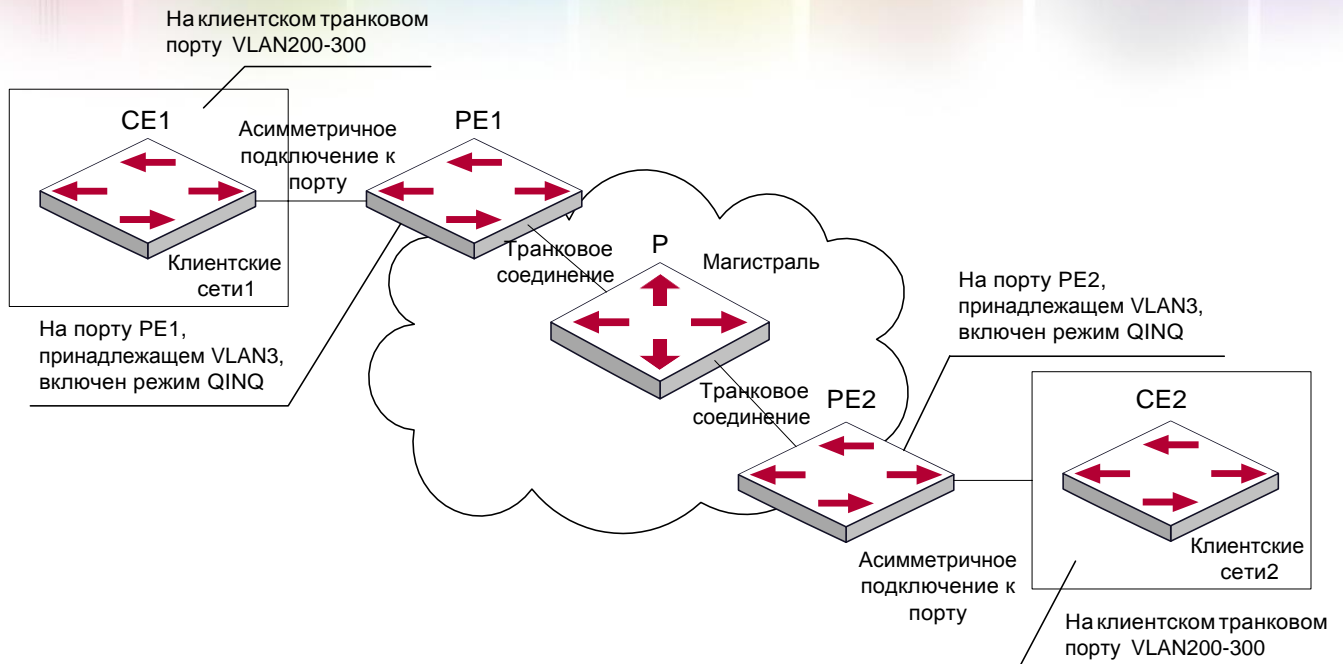 На клиентском транковом
порту VLAN200-300
CE1
Асимметричное
подключение к
порту
PE1
Клиентские
сети1
Транковое
соединение
P
Магистраль
На порту PE1,
принадлежащем VLAN3,
включен режим QINQ
На порту PE2,
принадлежащем VLAN3,
включен режим QINQ
Транковое
соединение
PE2
CE2
Асимметричное
подключение к
порту
Клиентские
сети2
На клиентском транковом
порту VLAN200-300